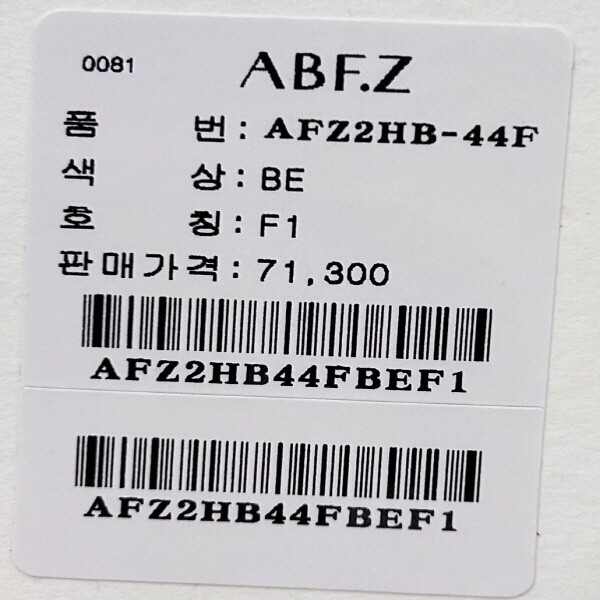 0081 ABF.Z
품 번 : AFZ2HB-44F
색 상 : BE
호 칭 : F1
판매가격 : 71,300
AFZ2HB44FBEF1
AFZ2HB44FBEF1